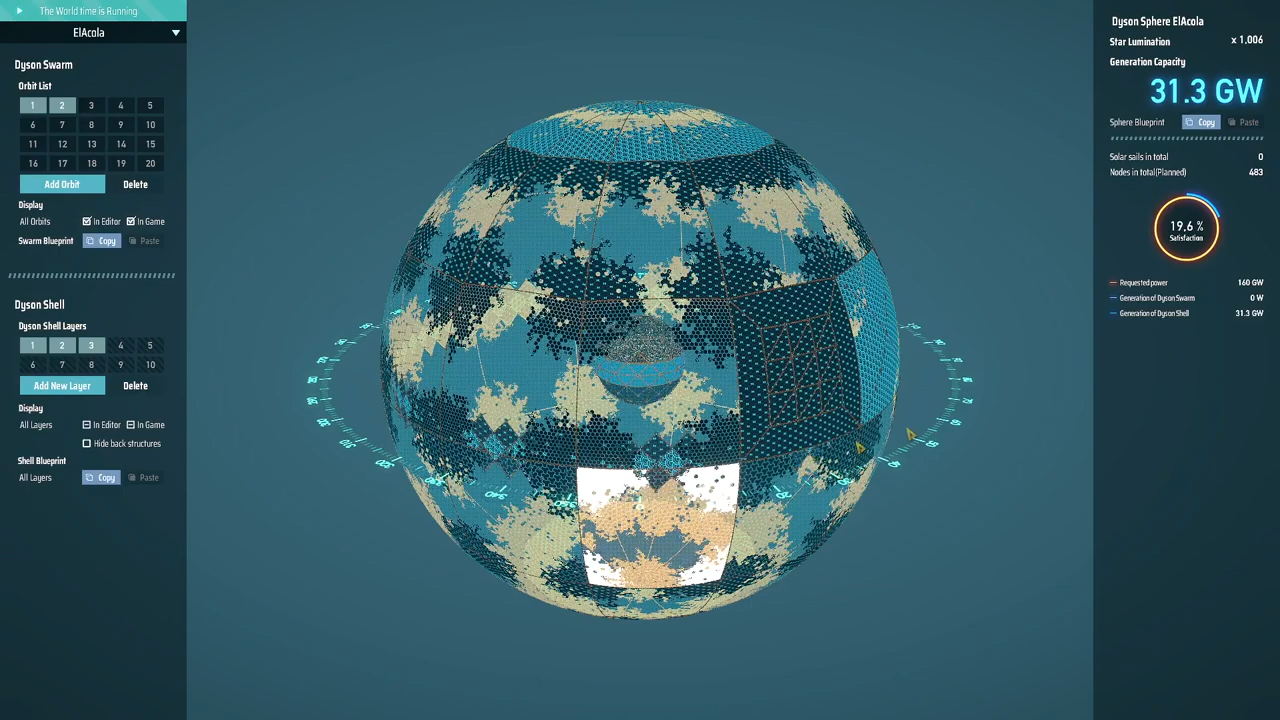 The World time is Running
ElAcola
Dyson Swarm
Orbit List
1 2 3 4 5
6 7 8 9 10
11 12 13 14 15
16 17 18 19 20
Add Orbit Delete
Display
All Orbits In Editor In Game
Swarm Blueprint Copy Paste
Dyson Shell
Dyson Shell Layers
1 2 3 4 5
6 7 8 9 10
Add New Layer Delete
Display
All Layers In Editor In Game
Hide back structures
Shell Blueprint
All Layers Copy Paste
Dyson Sphere ElAcola
Star Lumination x 1,006
Generation Capacity
31.3 GW
Sphere Blueprint Copy Paste
Solar sails in total 0
Nodes in total(Planned) 483
19.6 %
Satisfaction
Requested power 160 GW
Generation of Dyson Swarm 0 W
Generation of Dyson Shell 31.3 GW